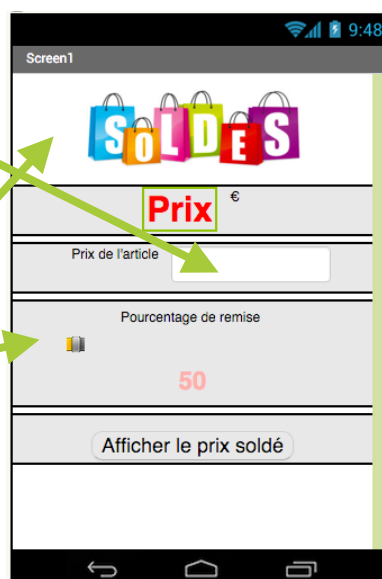 9:48
Screen1
SOLDES
Prix €
Prix de l'article
Pourcentage de remise
50
Afficher le prix soldé